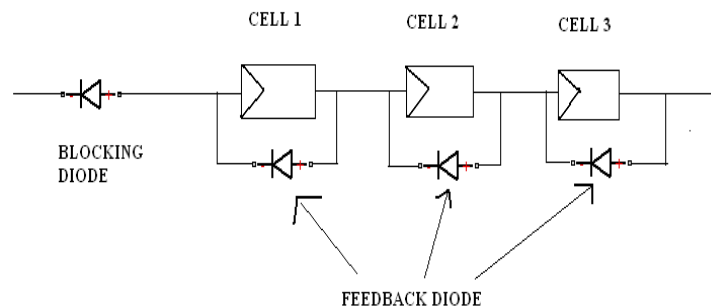 CELL 1
CELL 2
CELL 3
BLOCKING
DIODE
FEEDBACK DIODE